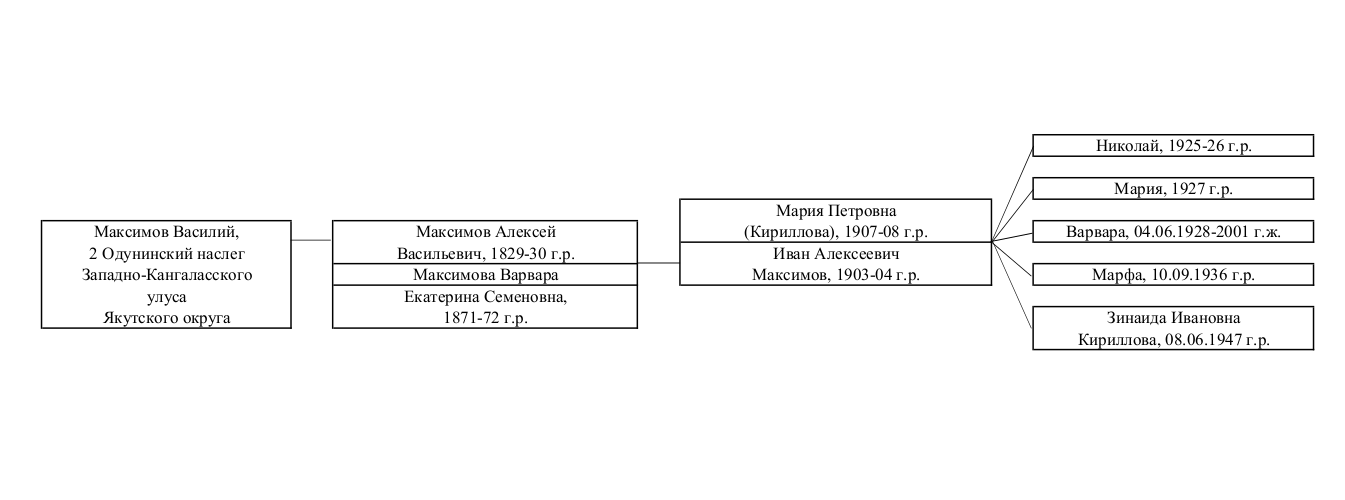 Максимов Василий,
2 Одунинский наслег
Западно-Кангаласского
улуса
Якутского округа
Максимов Алексей
Васильевич, 1829-30 г.р.
Максимова Варвара
Екатерина Семеновна,
1871-72 г.р.
Мария Петровна
(Кириллова), 1907-08 г.р.
Иван Алексеевич
Максимов, 1903-04 г.р.
Николай, 1925-26 г.р.
Мария, 1927 г.р.
Варвара, 04.06.1928-2001 г.ж.
Марфа, 10.09.1936 г.р.
Зинаида Ивановна
Кириллова, 08.06.1947 г.р.